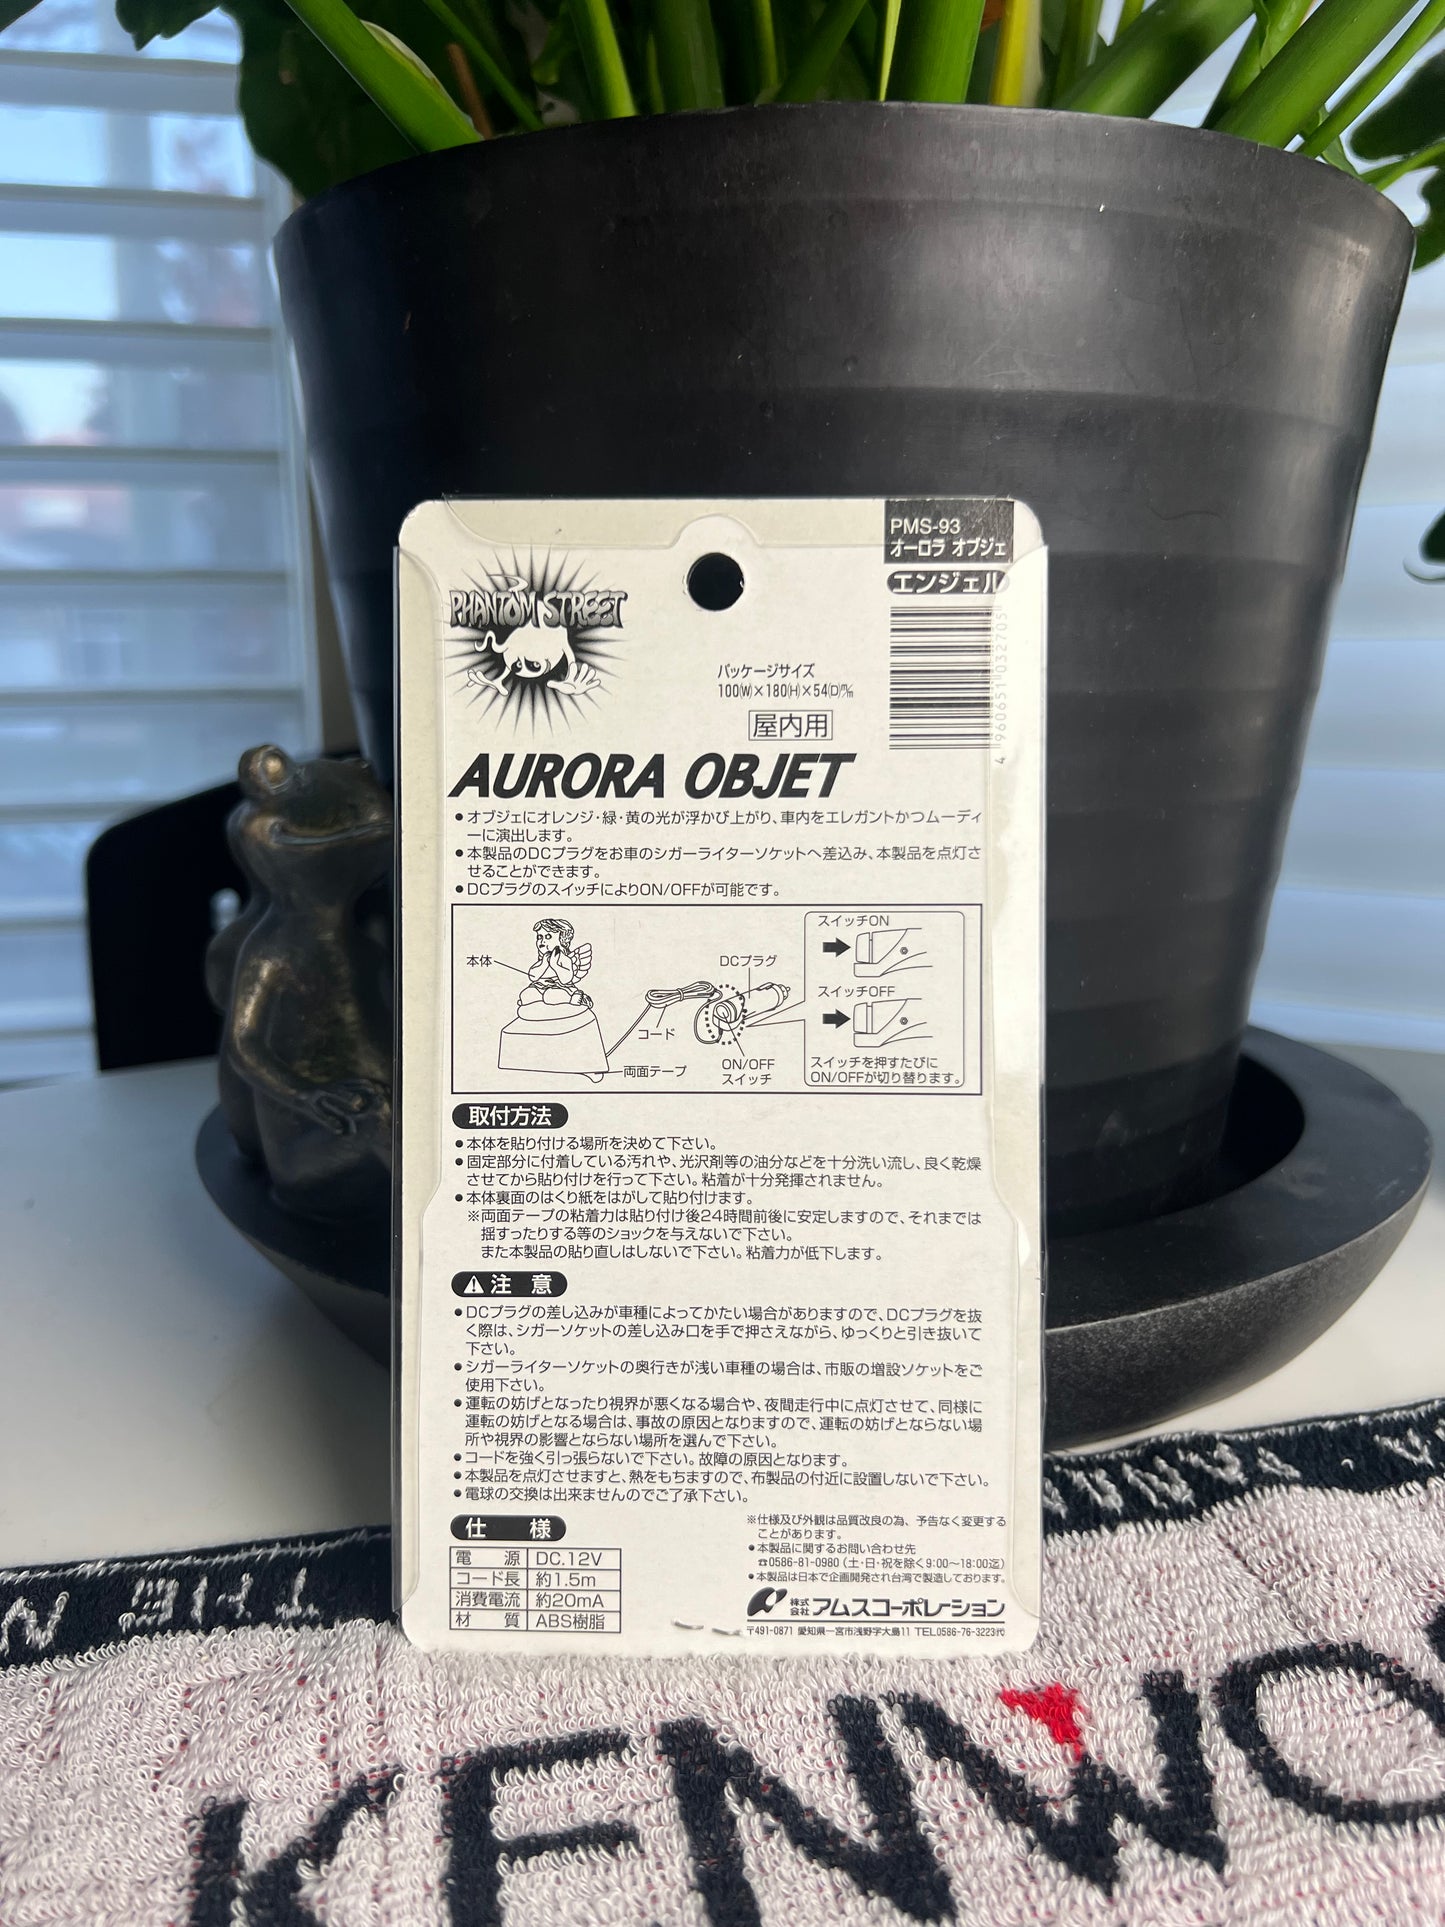 PMS-93
オーロラ オブジェ
エンジェル
PHANTOM STREET
パッケージサイズ
100(W)×180(H)×54(D)㎜
屋内用
4 960651 032705
AURORA OBJET
●オブジェにオレンジ・緑・黄の光が浮かび上がり、車内をエレガントかつムーディ
ーに演出します。
●本製品のDCプラグをお車のシガーライターソケットへ差込み、本製品を点灯さ
せることができます。
●DCプラグのスイッチによりON/OFFが可能です。
本体
コード
両面テープ
DCプラグ
ON/OFF
スイッチ
スイッチON
スイッチOFF
スイッチを押すたびに
ON/OFFが切り替ります。
取付方法
●本体を貼り付ける場所を決めて下さい。
●固定部分に付着している汚れや、光沢剤等の油分などを十分洗い流し、良く乾燥
させてから貼り付けを行って下さい。粘着が十分発揮されません。
●本体裏面のはくり紙をはがして貼り付けます。
※両面テープの粘着力は貼り付け後24時間前後に安定しますので、それまでは
揺すったりする等のショックを与えないで下さい。
また本製品の貼り直しはしないで下さい。粘着力が低下します。
注 意
●DCプラグの差し込みが車種によってかたい場合がありますので、DCプラグを抜
く際は、シガーソケットの差し込み口を手で押さえながら、ゆっくりと引き抜いて
下さい。
●シガーライターソケットの奥行きが浅い車種の場合は、市販の増設ソケットをご
使用下さい。
●運転の妨げとなったり視界が悪くなる場合や、夜間走行中に点灯させて、同様に
運転の妨げとなる場合は、事故の原因となりますので、運転の妨げとならない場
所や視界の影響とならない場所を選んで下さい。
●コードを強く引っ張らないで下さい。故障の原因となります。
●本製品を点灯させますと、熱をもちますので、布製品の付近に設置しないで下さい。
●電球の交換は出来ませんのでご了承下さい。
仕 様
電 源 DC.12V
コード長 約1.5m
消費電流 約20mA
材 質 ABS樹脂
※仕様及び外観は品質改良の為、予告なく変更する
ことがあります。
●本製品に関するお問い合わせ先
☎0586-81-0980(土・日・祝を除く9:00〜18:00迄)
●本製品は日本で企画開発され台湾で製造しております。
株式会社 アムスコーポレーション
〒491-0871 愛知県一宮市浅野字大島11 TEL0586-76-3223代
THE
KENWO